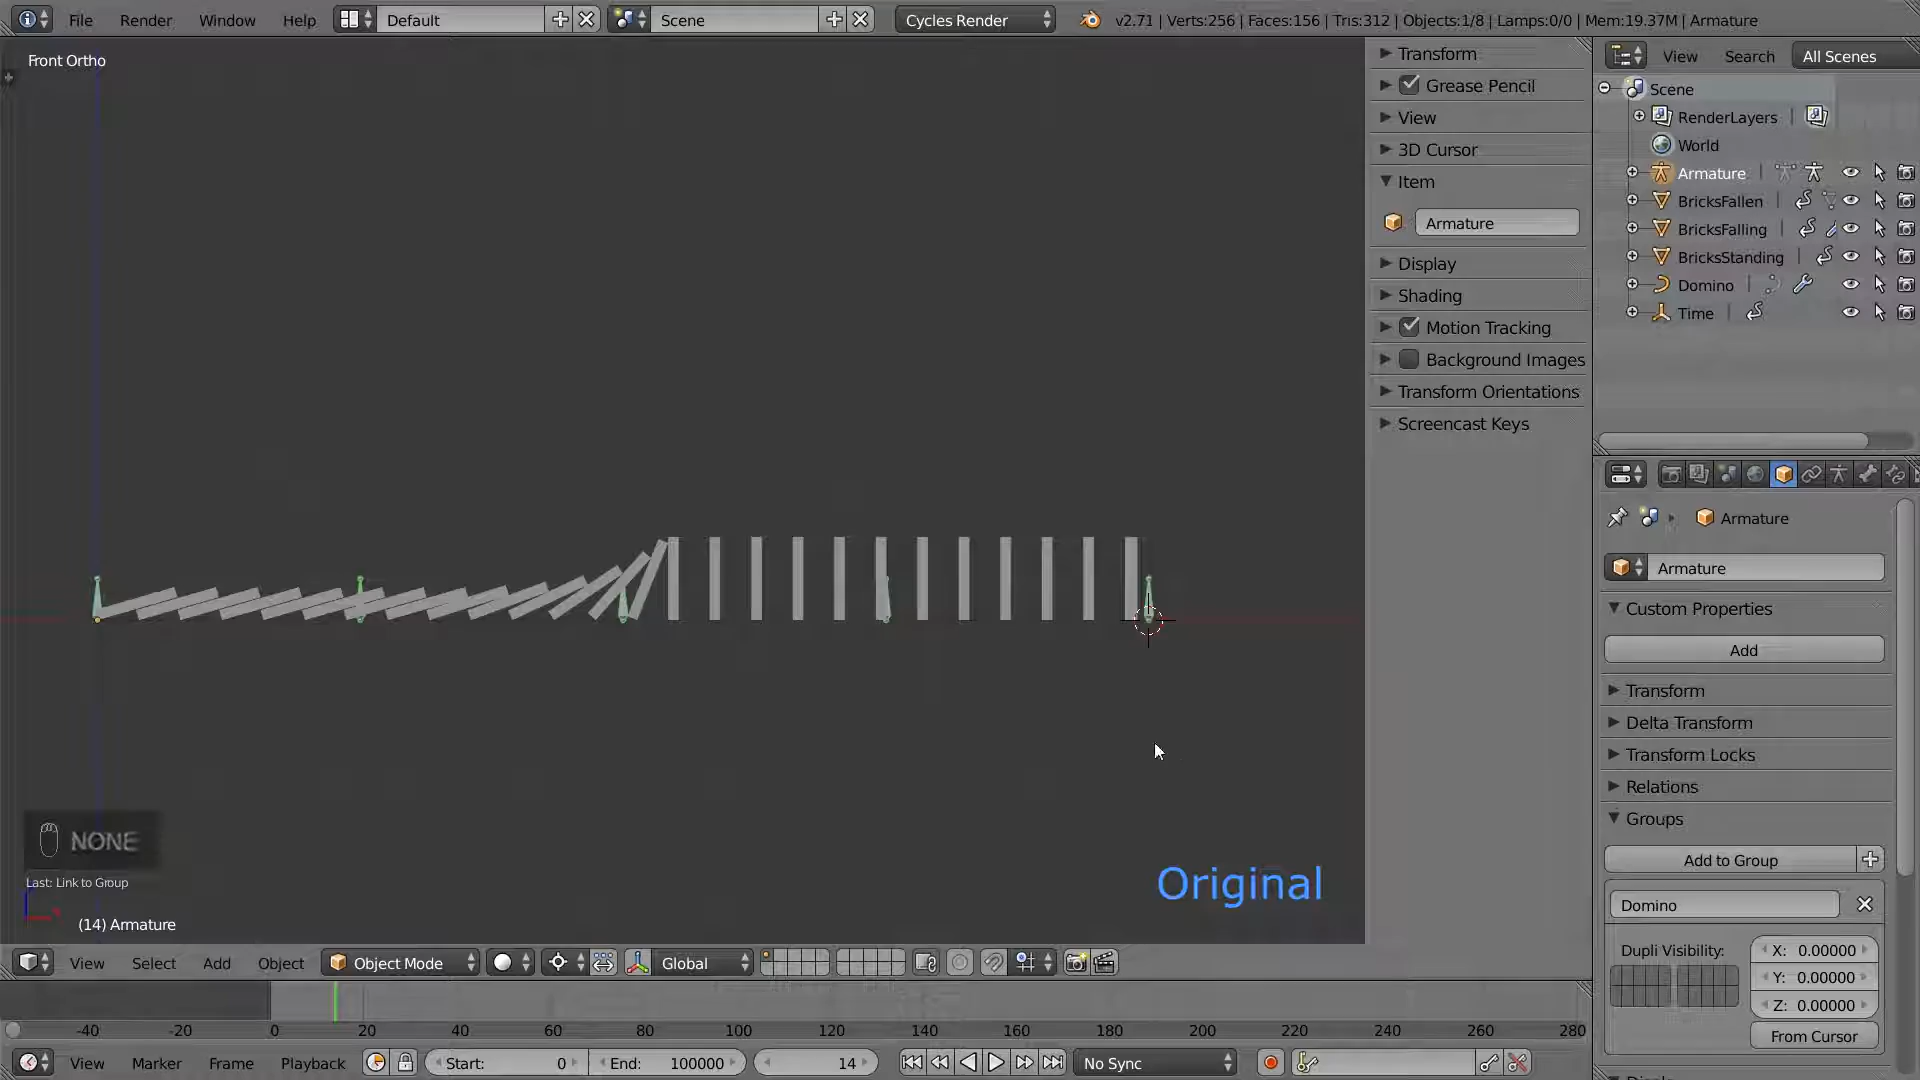 File Render Window Help Default Scene Cycles Render v2.71 | Verts:256 | Faces:156 | Tris:312 | Objects:1/8 | Lamps:0/0 | Mem:19.37M | Armature
Front Ortho
Transform
Grease Pencil
View
3D Cursor
Item
Armature
Display
Shading
Motion Tracking
Background Images
Transform Orientations
Screencast Keys
View Search All Scenes
Scene
RenderLayers
World
Armature
BricksFallen
BricksFalling
BricksStanding
Domino
Time
Armature
Armature
Custom Properties
Add
Transform
Delta Transform
Transform Locks
Relations
Groups
Add to Group
Domino
Dupli Visibility:
X: 0.00000
Y: 0.00000
Z: 0.00000
From Cursor
NONE
Last: Link to Group
Original
(14) Armature
View Select Add Object Object Mode Global
-40 -20 0 20 40 60 80 100 120 140 160 180 200 220 240 260 280
View Marker Frame Playback Start: 0 End: 100000 14 No Sync